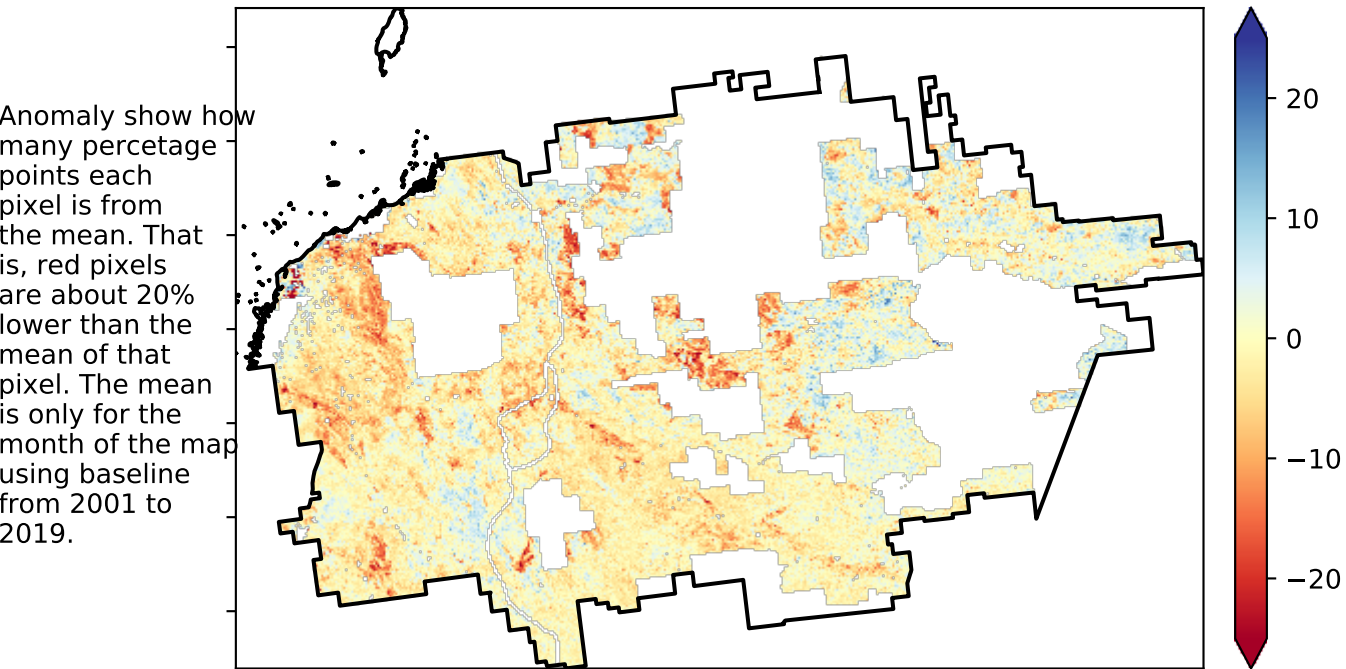 Anomaly show how
many percetage
points each
pixel is from
the mean. That
is, red pixels
are about 20%
lower than the
mean of that
pixel. The mean
is only for the
month of the map
using baseline
from 2001 to
2019.
20
10
0
−10
−20